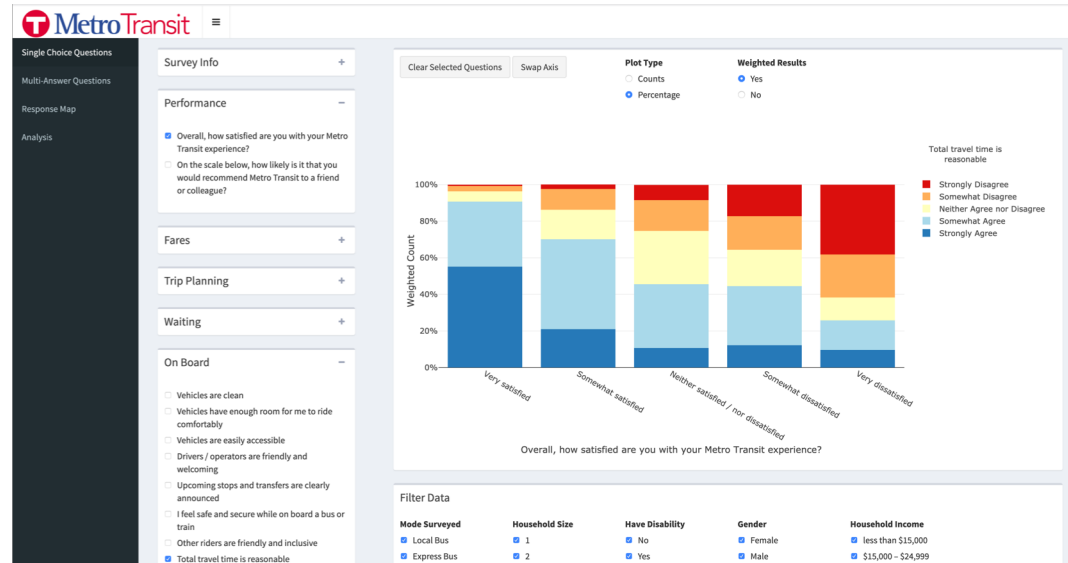 T MetroTransit ≡
Single Choice Questions
Multi-Answer Questions
Response Map
Analysis
Survey Info +
Performance −
Overall, how satisfied are you with your Metro
Transit experience?
On the scale below, how likely is it that you
would recommend Metro Transit to a friend
or colleague?
Fares +
Trip Planning +
Waiting +
On Board −
Vehicles are clean
Vehicles have enough room for me to ride
comfortably
Vehicles are easily accessible
Drivers / operators are friendly and
welcoming
Upcoming stops and transfers are clearly
announced
I feel safe and secure while on board a bus or
train
Other riders are friendly and inclusive
Total travel time is reasonable
Clear Selected Questions Swap Axis
Plot Type
Counts
Percentage
Weighted Results
Yes
No
Total travel time is
reasonable
Strongly Disagree
Somewhat Disagree
Neither Agree nor Disagree
Somewhat Agree
Strongly Agree
Weighted Count
100%
80%
60%
40%
20%
0%
Very satisfied
Somewhat satisfied
Neither satisfied / nor dissatisfied
Somewhat dissatisfied
Very dissatisfied
Overall, how satisfied are you with your Metro Transit experience?
Filter Data
Mode Surveyed Household Size Have Disability Gender Household Income
Local Bus 1 No Female less than $15,000
Express Bus 2 Yes Male $15,000 – $24,999